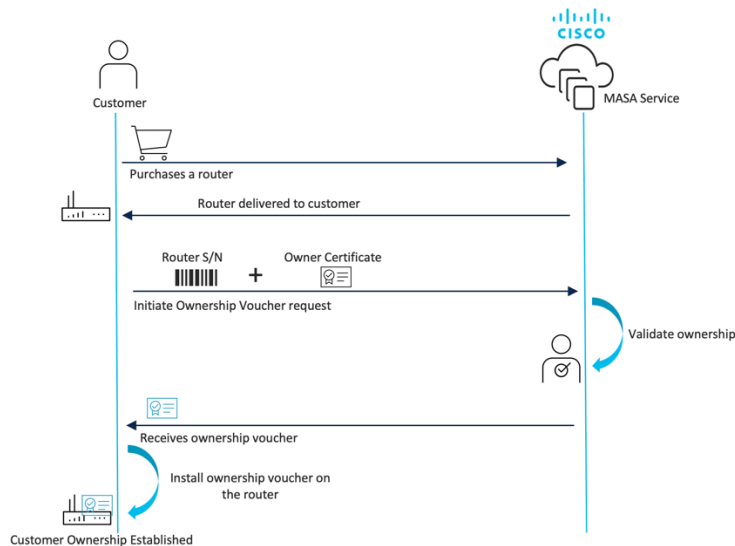 CISCO
Customer
MASA Service
Purchases a router
Router delivered to customer
Router S/N
+
Owner Certificate
Initiate Ownership Voucher request
Validate ownership
Receives ownership voucher
Install ownership voucher on
the router
Customer Ownership Established